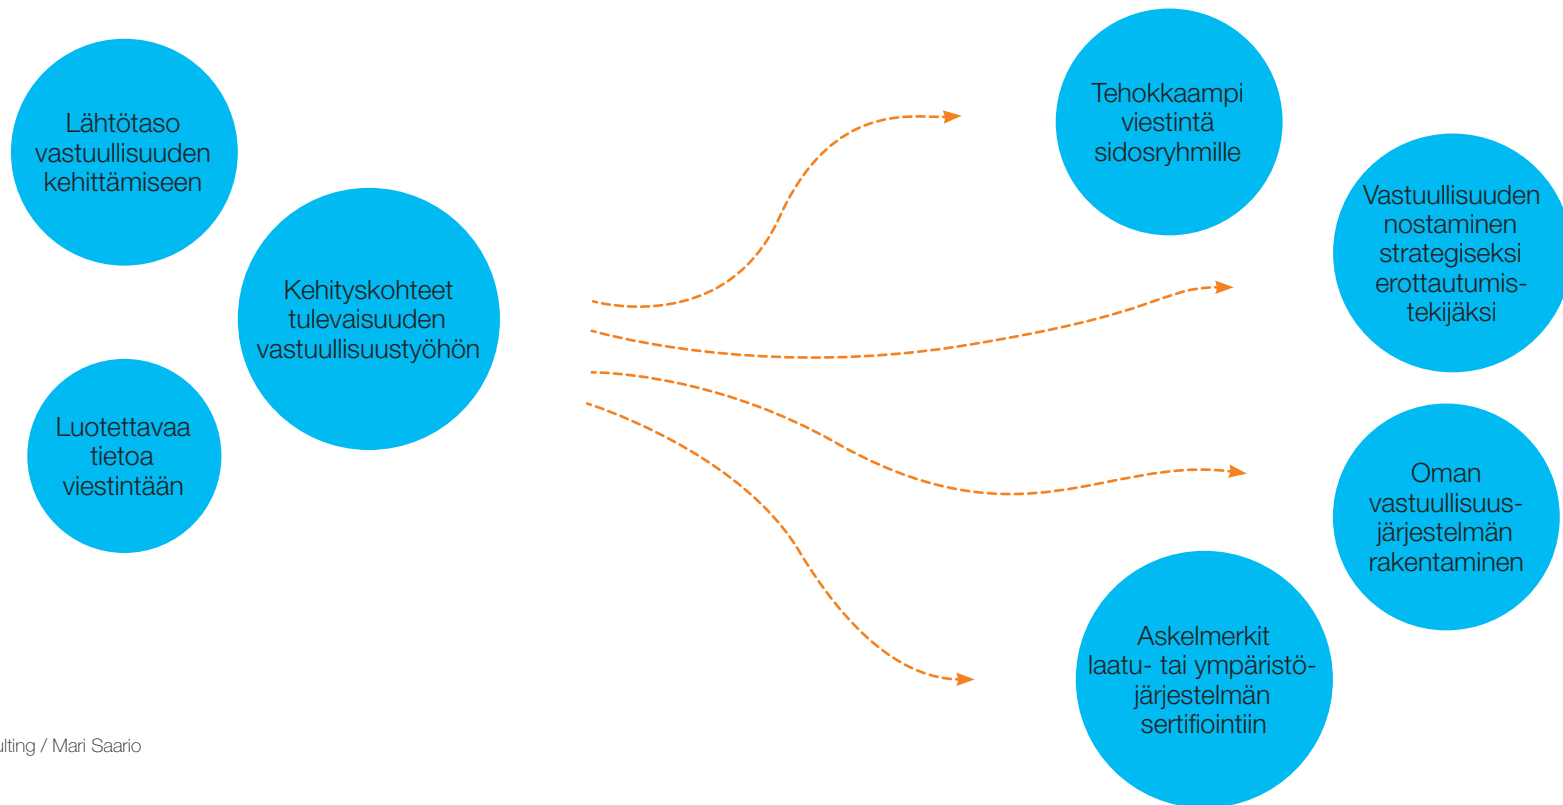 Lähtötaso
vastuullisuuden
kehittämiseen
Kehityskohteet
tulevaisuuden
vastuullisuustyöhön
Luotettavaa
tietoa
viestintään
Tehokkaampi
viestintä
sidosryhmille
Vastuullisuuden
nostaminen
strategiseksi
erottautumis-
tekijäksi
Oman
vastuullisuus-
järjestelmän
rakentaminen
Askelmerkit
laatu- tai ympäristö-
järjestelmän
sertifiointiin
/ Mari Saario